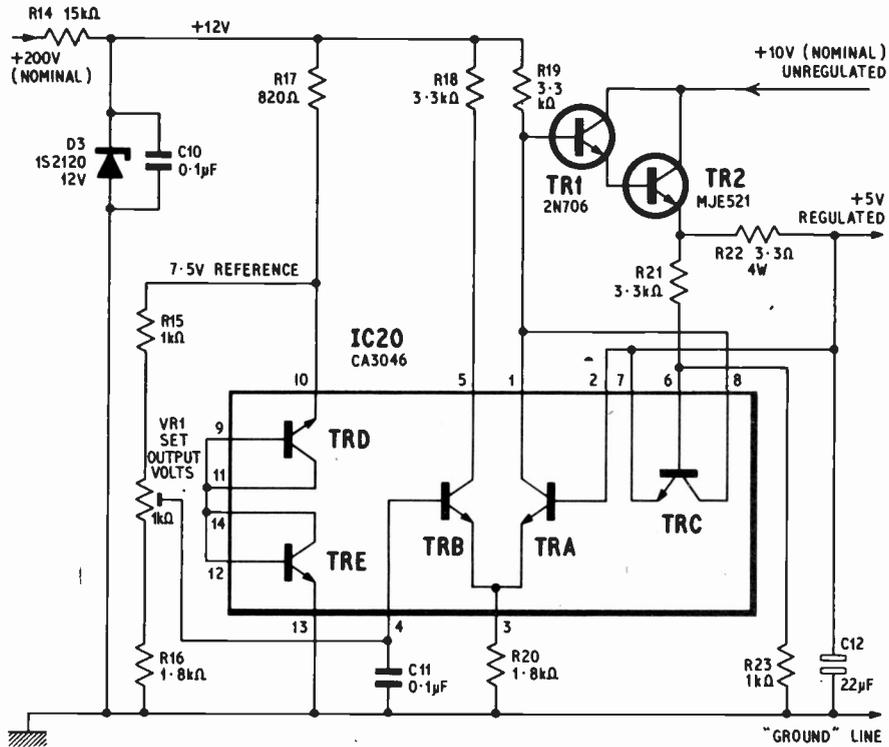 R14 15kΩ
+200V
(NOMINAL)
+12V
R17
820Ω
R18
3·3kΩ
R19
3·3
kΩ
+10V (NOMINAL)
UNREGULATED
D3
1S2120
12V
C10
0·1µF
TR1
2N706
TR2
MJE521
+5V
REGULATED
R22 3·3Ω
4W
R21
3·3kΩ
7·5V REFERENCE
R15
1kΩ
IC20
CA3046
10
5
1
2
7
6
8
VR1
SET
OUTPUT
VOLTS
1kΩ
9
11
14
12
TRD
TRE
TRB
TRA
TRC
13
4
3
R16
1·8kΩ
C11
0·1µF
R20
1·8kΩ
R23
1kΩ
C12
22µF
"GROUND" LINE